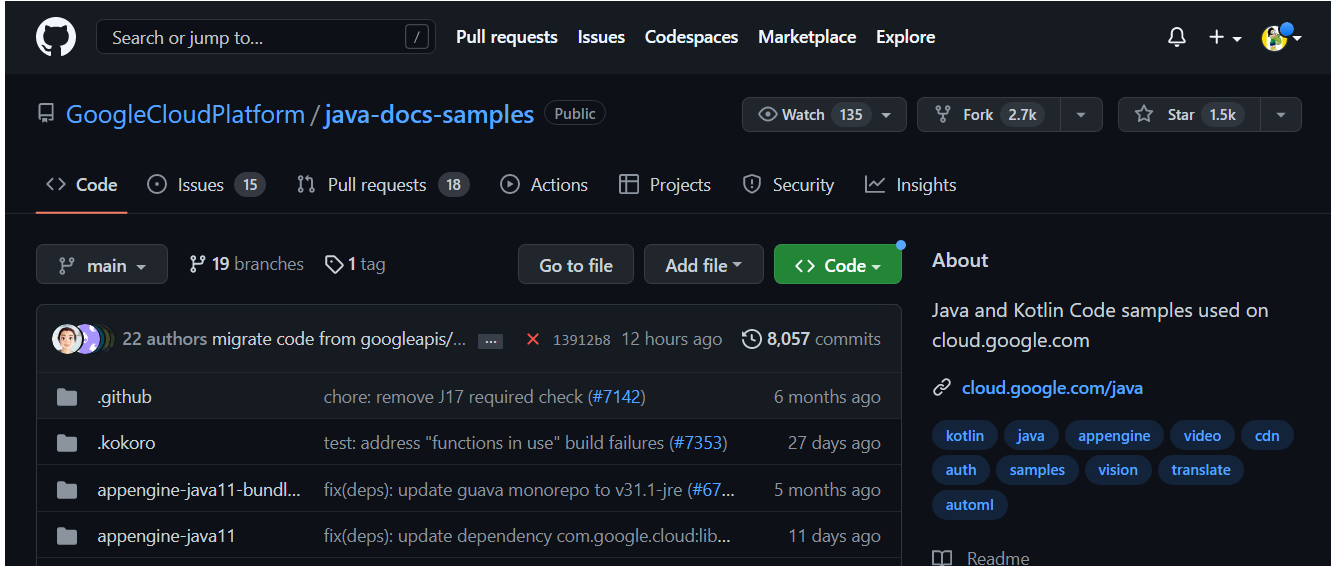 Search or jump to... / Pull requests Issues Codespaces Marketplace Explore
GoogleCloudPlatform / java-docs-samples Public Watch 135 Fork 2.7k Star 1.5k
Code Issues 15 Pull requests 18 Actions Projects Security Insights
main 19 branches 1 tag Go to file Add file Code
22 authors migrate code from googleapis/... ... 13912b8 12 hours ago 8,057 commits
.github chore: remove J17 required check (#7142) 6 months ago
.kokoro test: address "functions in use" build failures (#7353) 27 days ago
appengine-java11-bundl... fix(deps): update guava monorepo to v31.1-jre (#67... 5 months ago
appengine-java11 fix(deps): update dependency com.google.cloud:lib... 11 days ago
About
Java and Kotlin Code samples used on
cloud.google.com
cloud.google.com/java
kotlin java appengine video cdn
auth samples vision translate
automl
Readme